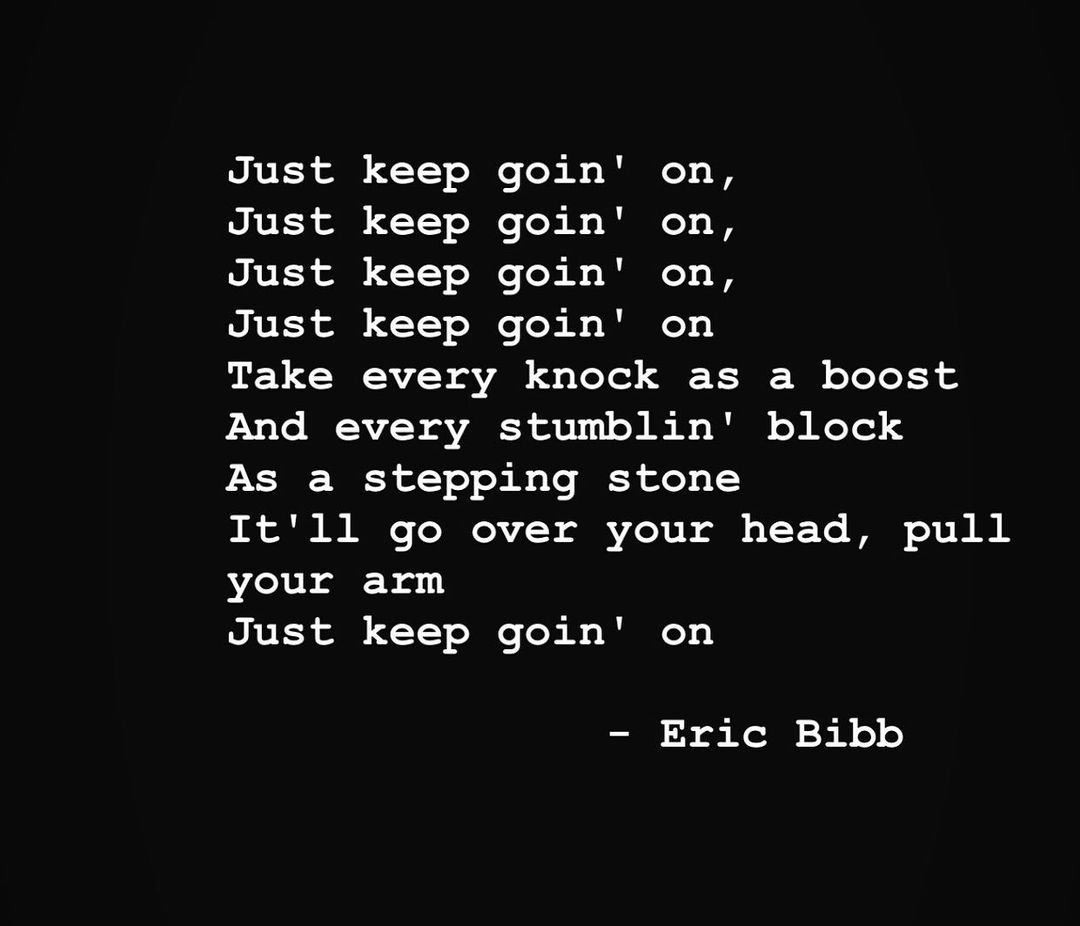 Just keep goin' on,
Just keep goin' on,
Just keep goin' on,
Just keep goin' on
Take every knock as a boost
And every stumblin' block
As a stepping stone
It'll go over your head, pull
your arm
Just keep goin' on
- Eric Bibb